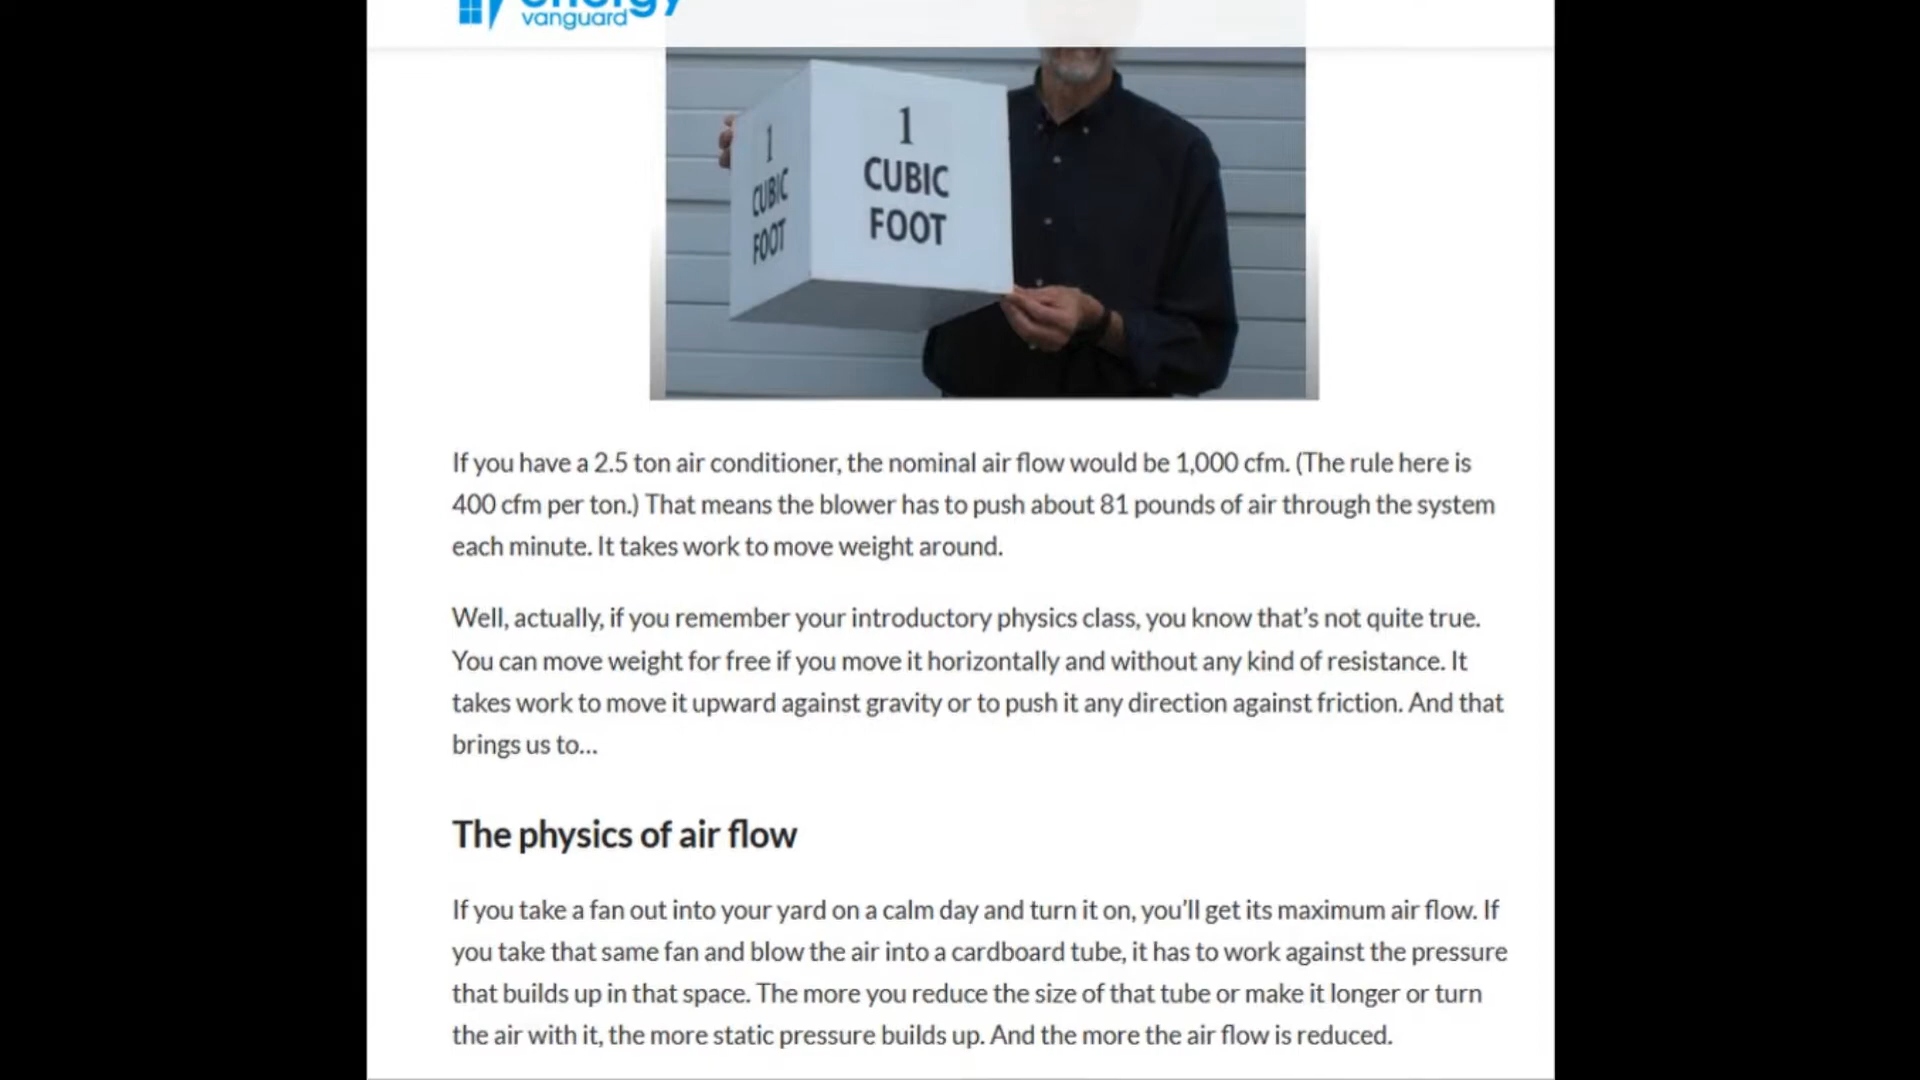 energy
vanguard
1
CUBIC
FOOT
1
CUBIC
FOOT
If you have a 2.5 ton air conditioner, the nominal air flow would be 1,000 cfm. (The rule here is
400 cfm per ton.) That means the blower has to push about 81 pounds of air through the system
each minute. It takes work to move weight around.
Well, actually, if you remember your introductory physics class, you know that’s not quite true.
You can move weight for free if you move it horizontally and without any kind of resistance. It
takes work to move it upward against gravity or to push it any direction against friction. And that
brings us to…
The physics of air flow
If you take a fan out into your yard on a calm day and turn it on, you’ll get its maximum air flow. If
you take that same fan and blow the air into a cardboard tube, it has to work against the pressure
that builds up in that space. The more you reduce the size of that tube or make it longer or turn
the air with it, the more static pressure builds up. And the more the air flow is reduced.